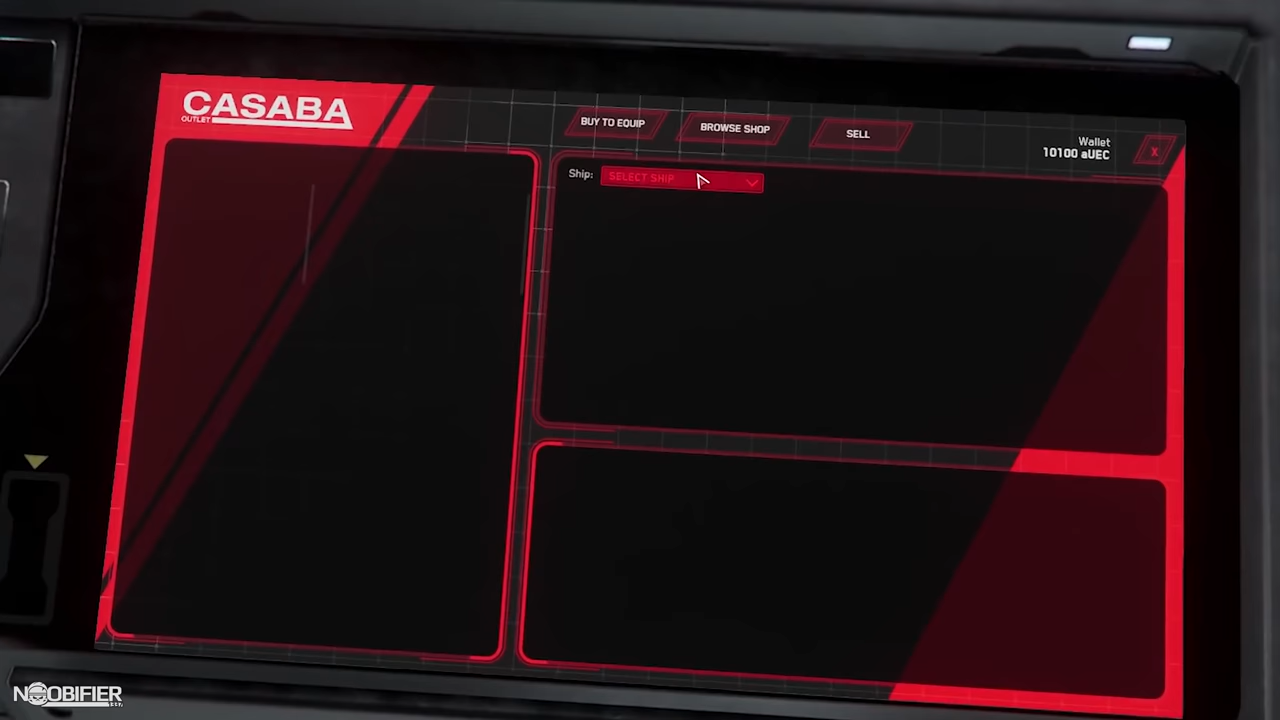 CASABA
OUTLET
BUY TO EQUIP
BROWSE SHOP
SELL
Wallet
10100 aUEC
X
Ship:
SELECT SHIP
NOOBIFIER